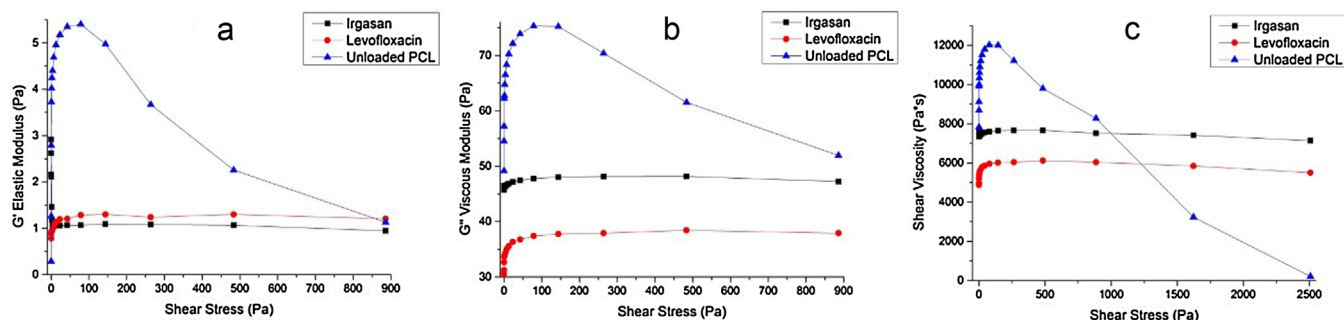 a
Irgasan
Levofloxacin
Unloaded PCL
G' Elastic Modulus (Pa)
5
4
3
2
1
0
0 100 200 300 400 500 600 700 800 900
Shear Stress (Pa)
b
Irgasan
Levofloxacin
Unloaded PCL
G'' Viscous Modulus (Pa)
70
60
50
40
30
0 100 200 300 400 500 600 700 800 900
Shear Stress (Pa)
c
Irgasan
Levofloxacin
Unloaded PCL
Shear Viscosity (Pa*s)
12000
10000
8000
6000
4000
2000
0
0 500 1000 1500 2000 2500
Shear Stress (Pa)